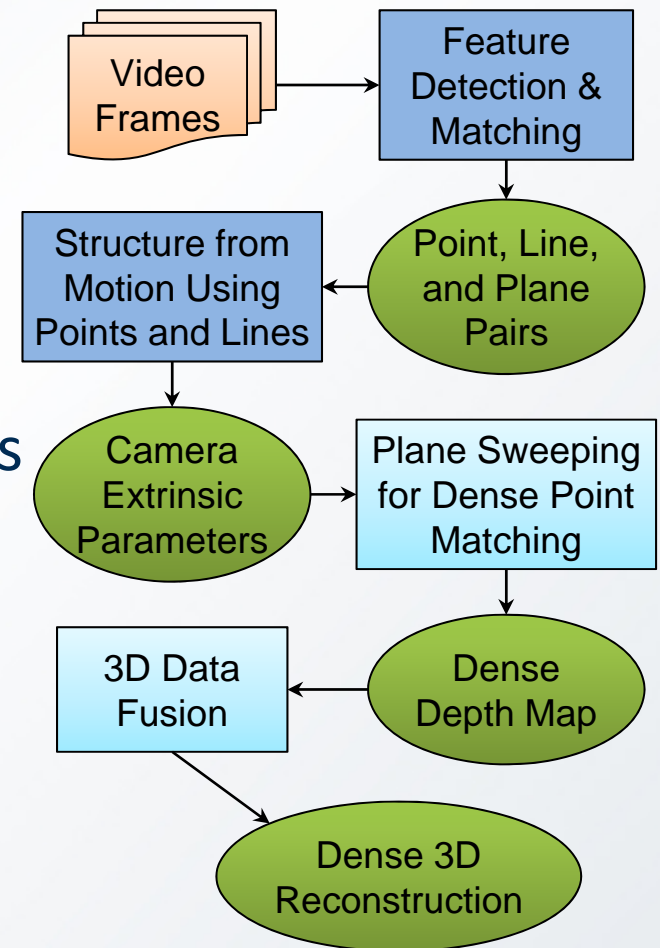 Video
Frames
Feature
Detection &
Matching
Point, Line,
and Plane
Pairs
Structure from
Motion Using
Points and Lines
s
Camera
Extrinsic
Parameters
Plane Sweeping
for Dense Point
Matching
Dense
Depth Map
3D Data
Fusion
Dense 3D
Reconstruction